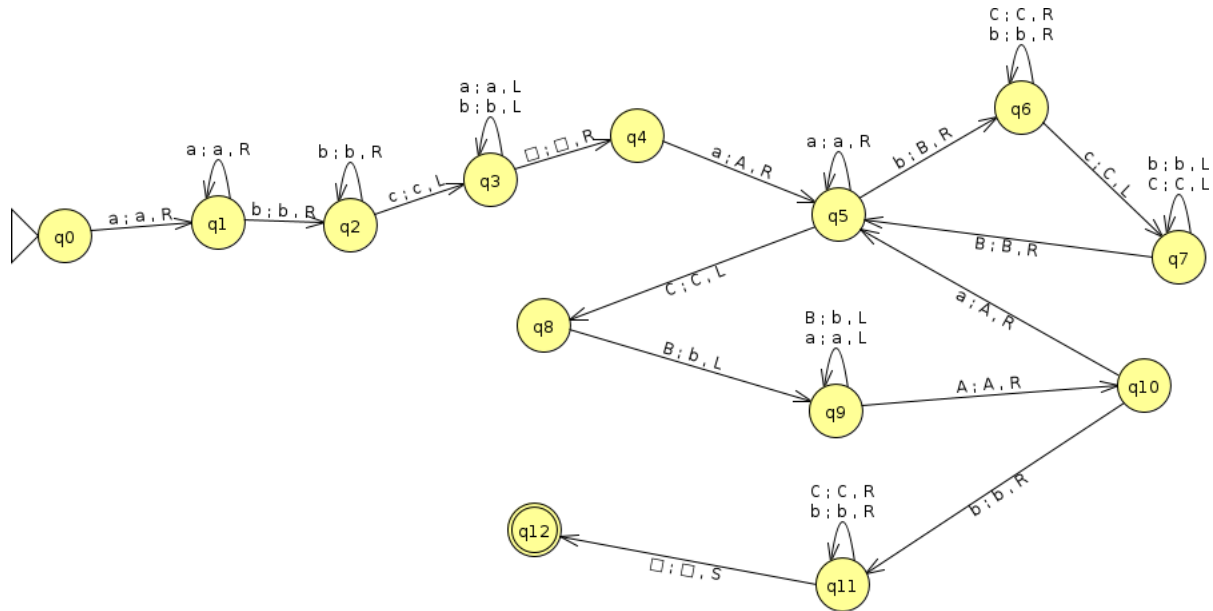 C ; C , R
b ; b , R
q6
a ; a , L
b ; b , L
q3
□ ; □ , R
q4
a ; A , R
a ; a , R
q5
b ; B , R
c ; C , L
b ; b , L
C ; C , L
q7
B ; B , R
q0
a ; a , R
a ; a , R
q1
b ; b , R
b ; b , R
q2
c ; c , L
C ; C , L
q8
B ; b , L
B ; b , L
a ; a , L
q9
A ; A , R
a ; A , R
q10
b ; b , R
C ; C , R
b ; b , R
q11
□ ; □ , S
q12